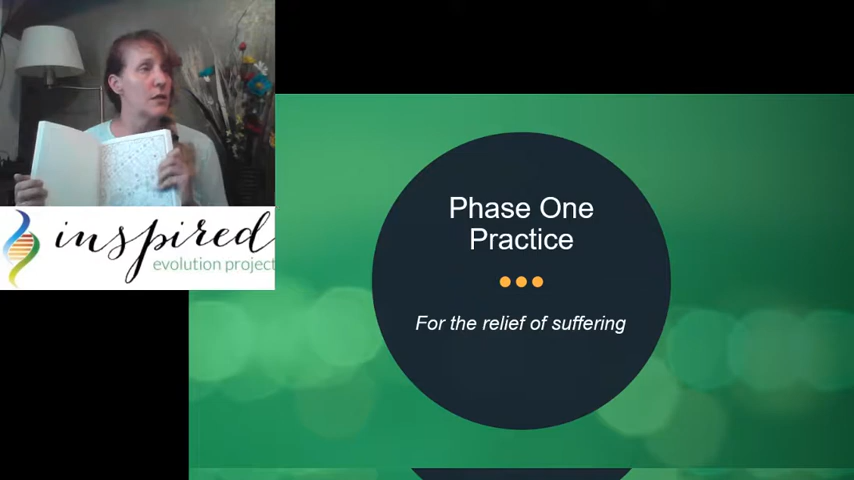 inspired
evolution project
Phase One
Practice
For the relief of suffering